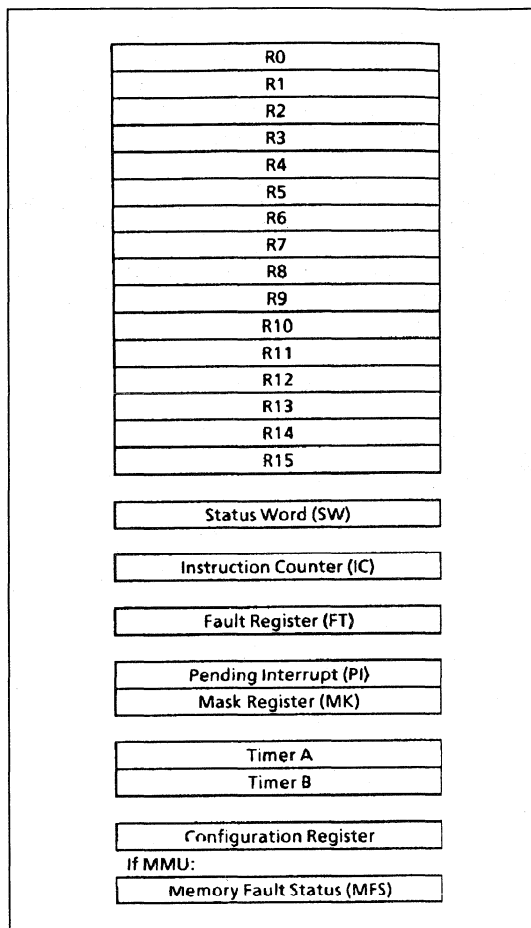 R0
R1
R2
R3
R4
R5
R6
R7
R8
R9
R10
R11
R12
R13
R14
R15
Status Word (SW)
Instruction Counter (IC)
Fault Register (FT)
Pending Interrupt (PI)
Mask Register (MK)
Timer A
Timer B
Configuration Register
If MMU:
Memory Fault Status (MFS)